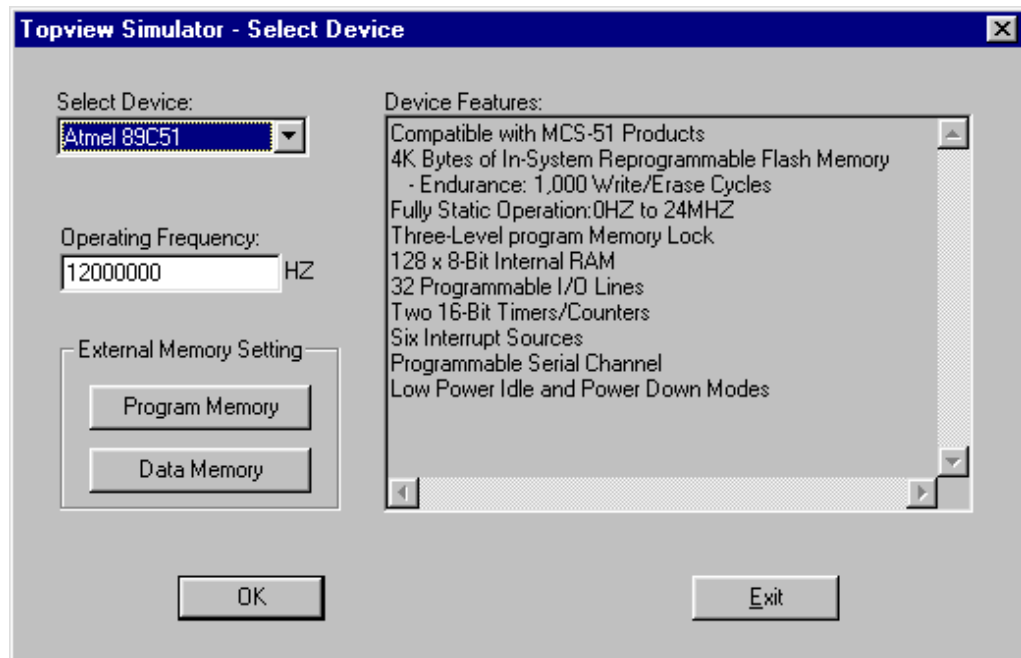 Topview Simulator - Select Device
Select Device:
Atmel 89C51
Operating Frequency:
12000000 HZ
External Memory Setting
Program Memory
Data Memory
Device Features:
Compatible with MCS-51 Products
4K Bytes of In-System Reprogrammable Flash Memory
- Endurance: 1,000 Write/Erase Cycles
Fully Static Operation:0HZ to 24MHZ
Three-Level program Memory Lock
128 x 8-Bit Internal RAM
32 Programmable I/O Lines
Two 16-Bit Timers/Counters
Six Interrupt Sources
Programmable Serial Channel
Low Power Idle and Power Down Modes
OK
Exit